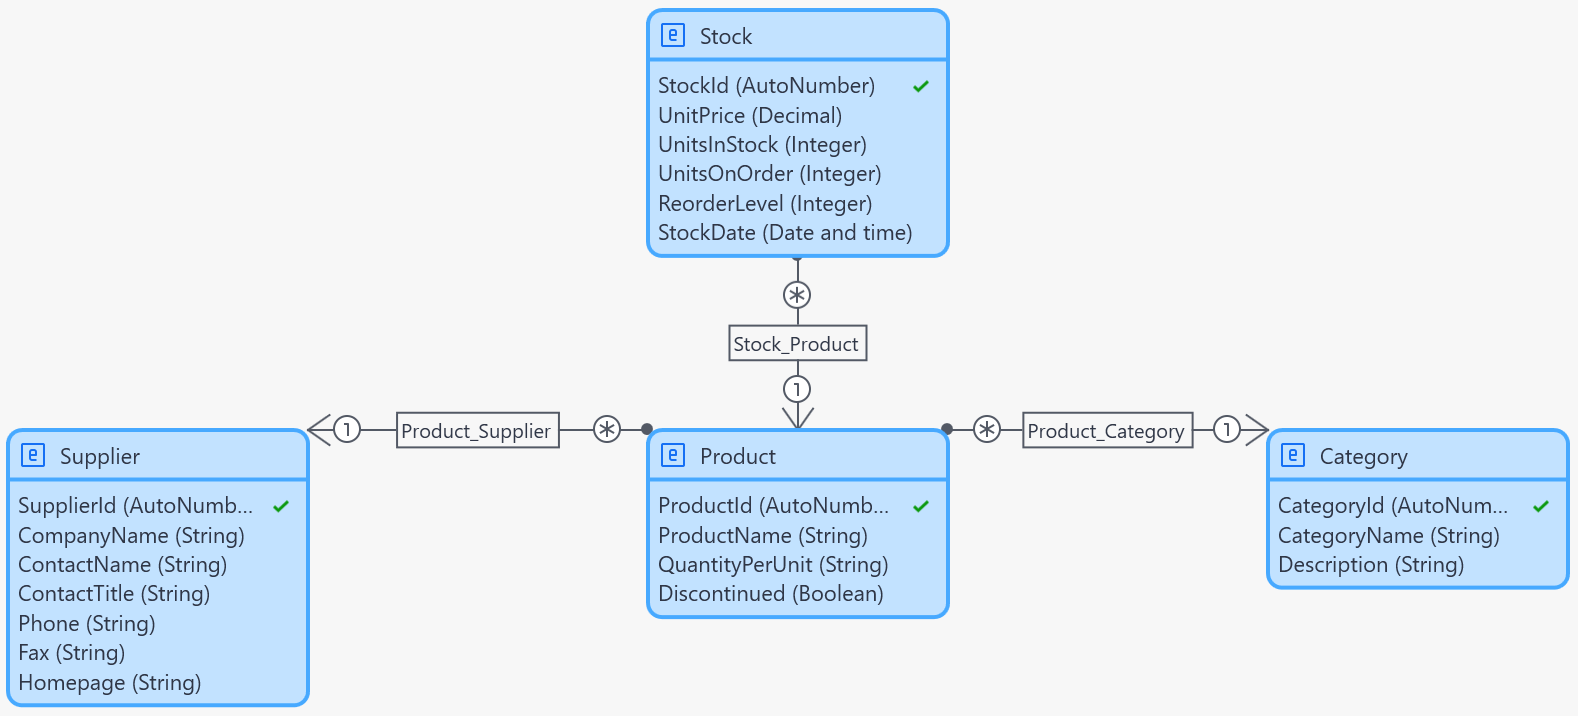 Stock
StockId (AutoNumber)
UnitPrice (Decimal)
UnitsInStock (Integer)
UnitsOnOrder (Integer)
ReorderLevel (Integer)
StockDate (Date and time)
*
Stock_Product
1
1
Product_Supplier
*
*
Product_Category
1
Supplier
SupplierId (AutoNumb...
CompanyName (String)
ContactName (String)
ContactTitle (String)
Phone (String)
Fax (String)
Homepage (String)
Product
ProductId (AutoNumb...
ProductName (String)
QuantityPerUnit (String)
Discontinued (Boolean)
Category
CategoryId (AutoNum...
CategoryName (String)
Description (String)